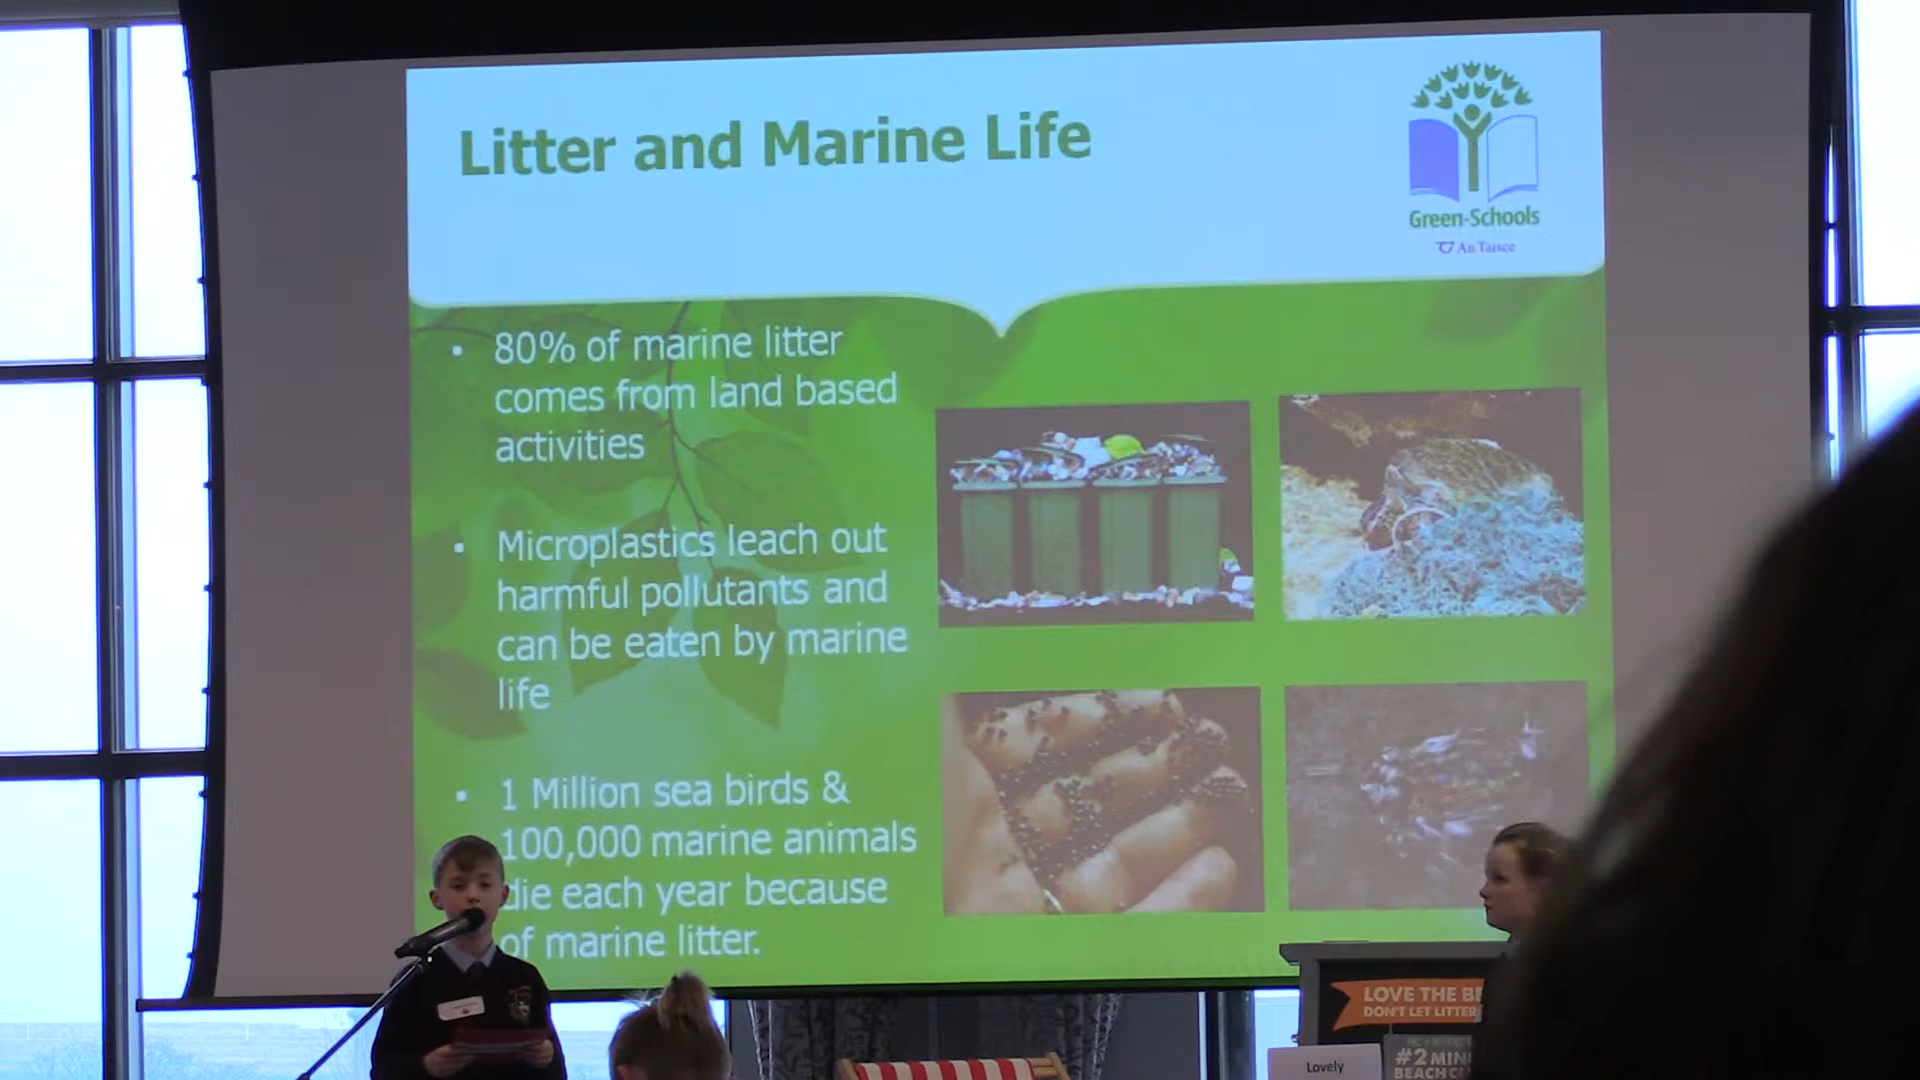 Litter and Marine Life
Green-Schools
An Taisce
• 80% of marine litter
comes from land based
activities
• Microplastics leach out
harmful pollutants and
can be eaten by marine
life
• 1 Million sea birds &
100,000 marine animals
die each year because
of marine litter.
LOVE THE BE
DON'T LET LITTER
#2 MIN
BEACH
Lovely